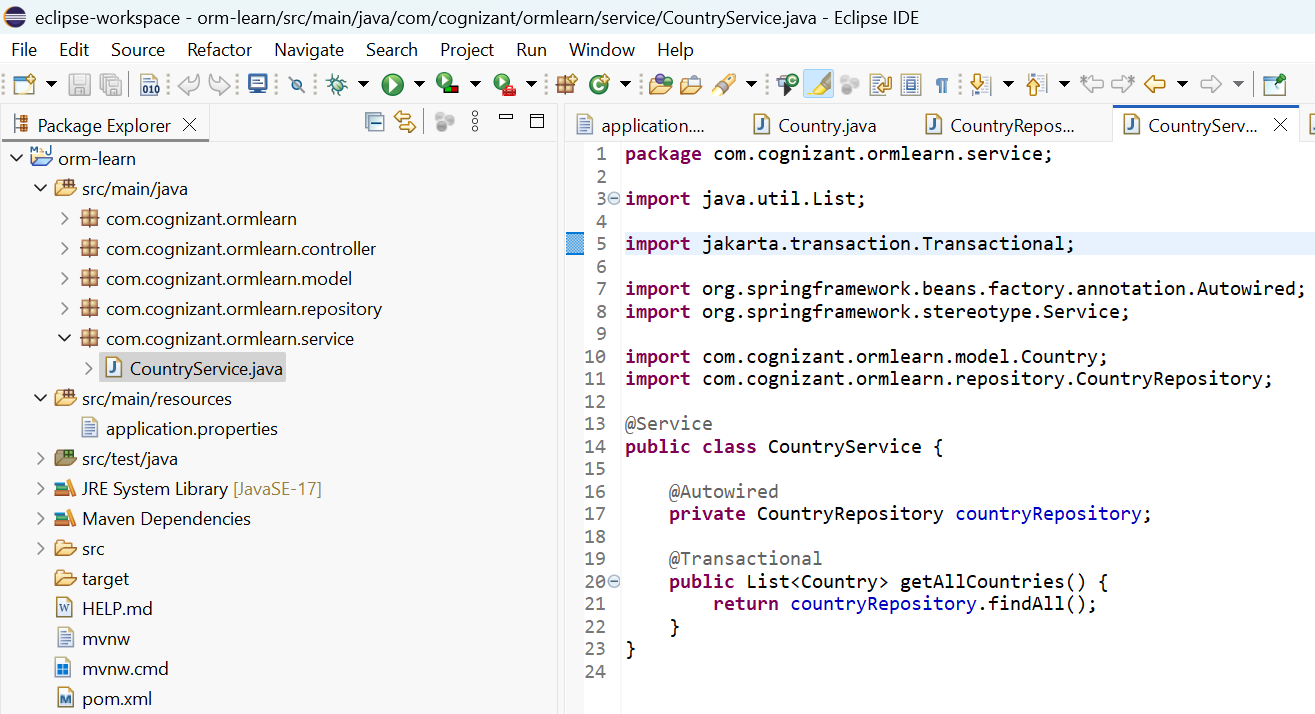 eclipse-workspace - orm-learn/src/main/java/com/cognizant/ormlearn/service/CountryService.java - Eclipse IDE
File Edit Source Refactor Navigate Search Project Run Window Help
010
Package Explorer
orm-learn
src/main/java
com.cognizant.ormlearn
com.cognizant.ormlearn.controller
com.cognizant.ormlearn.model
com.cognizant.ormlearn.repository
com.cognizant.ormlearn.service
CountryService.java
src/main/resources
application.properties
src/test/java
JRE System Library [JavaSE-17]
Maven Dependencies
src
target
HELP.md
mvnw
mvnw.cmd
pom.xml
application.... Country.java CountryRepos... CountryServ...
1 package com.cognizant.ormlearn.service;
2
3 import java.util.List;
4
5 import jakarta.transaction.Transactional;
6
7 import org.springframework.beans.factory.annotation.Autowired;
8 import org.springframework.stereotype.Service;
9
10 import com.cognizant.ormlearn.model.Country;
11 import com.cognizant.ormlearn.repository.CountryRepository;
12
13 @Service
14 public class CountryService {
15
16     @Autowired
17     private CountryRepository countryRepository;
18
19     @Transactional
20     public List<Country> getAllCountries() {
21         return countryRepository.findAll();
22     }
23 }
24